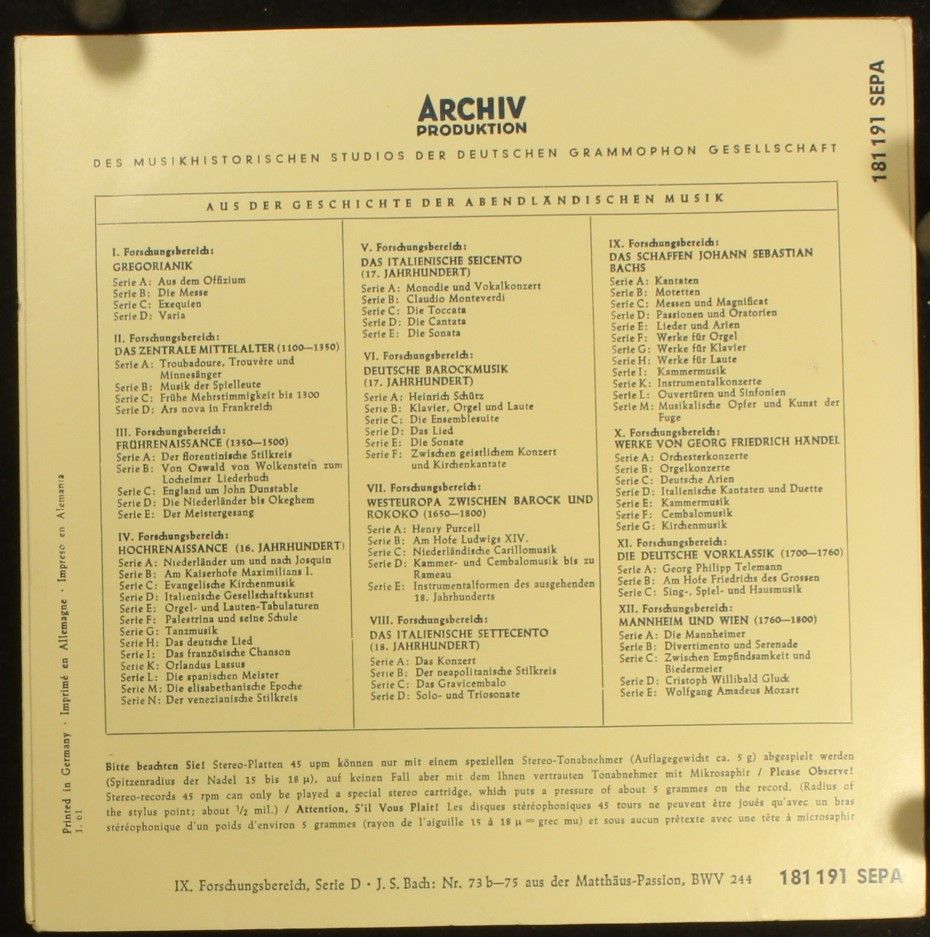 181 191 SEPA
ARCHIV
PRODUKTION
DES MUSIKHISTORISCHEN STUDIOS DER DEUTSCHEN GRAMMOPHON GESELLSCHAFT
AUS DER GESCHICHTE DER ABENDLÄNDISCHEN MUSIK
I. Forschungsbereich:
GREGORIANIK
Serie A: Aus dem Offizium
Serie B: Die Messe
Serie C: Exequien
Serie D: Varia
II. Forschungsbereich:
DAS ZENTRALE MITTELALTER (1100—1350)
Serie A: Troubadoure, Trouvère und
Minnesänger
Serie B: Musik der Spielleute
Serie C: Frühe Mehrstimmigkeit bis 1300
Serie D: Ars nova in Frankreich
III. Forschungsbereich:
FRÜHRENAISSANCE (1350—1500)
Serie A: Der florentinische Stilkreis
Serie B: Von Oswald von Wolkenstein zum
Locheimer Liederbuch
Serie C: England um John Dunstable
Serie D: Die Niederländer bis Okeghem
Serie E: Der Meistergesang
IV. Forschungsbereich:
HOCHRENAISSANCE (16. JAHRHUNDERT)
Serie A: Niederländer um und nach Josquin
Serie B: Am Kaiserhofe Maximilians I.
Serie C: Evangelische Kirchenmusik
Serie D: Italienische Gesellschaftskunst
Serie E: Orgel- und Lauten-Tabulaturen
Serie F: Palestrina und seine Schule
Serie G: Tanzmusik
Serie H: Das deutsche Lied
Serie I: Das französische Chanson
Serie K: Orlandus Lassus
Serie L: Die spanischen Meister
Serie M: Die elisabethanische Epoche
Serie N: Der venezianische Stilkreis
V. Forschungsbereich:
DAS ITALIENISCHE SEICENTO
(17. JAHRHUNDERT)
Serie A: Monodie und Vokalkonzert
Serie B: Claudio Monteverdi
Serie C: Die Toccata
Serie D: Die Cantata
Serie E: Die Sonata
VI. Forschungsbereich:
DEUTSCHE BAROCKMUSIK
(17. JAHRHUNDERT)
Serie A: Heinrich Schütz
Serie B: Klavier, Orgel und Laute
Serie C: Die Ensemblesuite
Serie D: Das Lied
Serie E: Die Sonate
Serie F: Zwischen geistlichem Konzert
und Kirchenkantate
VII. Forschungsbereich:
WESTEUROPA ZWISCHEN BAROCK UND
ROKOKO (1650—1800)
Serie A: Henry Purcell
Serie B: Am Hofe Ludwigs XIV.
Serie C: Niederländische Carillomusik
Serie D: Kammer- und Cembalomusik bis zu
Rameau
Serie E: Instrumentalformen des ausgehenden
18. Jahrhunderts
VIII. Forschungsbereich:
DAS ITALIENISCHE SETTECENTO
(18. JAHRHUNDERT)
Serie A: Das Konzert
Serie B: Der neapolitanische Stilkreis
Serie C: Das Gravicembalo
Serie D: Solo- und Triosonate
IX. Forschungsbereich:
DAS SCHAFFEN JOHANN SEBASTIAN
BACHS
Serie A: Kantaten
Serie B: Motetten
Serie C: Messen und Magnificat
Serie D: Passionen und Oratorien
Serie E: Lieder und Arien
Serie F: Werke für Orgel
Serie G: Werke für Klavier
Serie H: Werke für Laute
Serie I: Kammermusik
Serie K: Instrumentalkonzerte
Serie L: Ouvertüren und Sinfonien
Serie M: Musikalische Opfer und Kunst der
Fuge
X. Forschungsbereich:
WERKE VON GEORG FRIEDRICH HÄNDEL
Serie A: Orchesterkonzerte
Serie B: Orgelkonzerte
Serie C: Deutsche Arien
Serie D: Italienische Kantaten und Duette
Serie E: Kammermusik
Serie F: Cembalomusik
Serie G: Kirchenmusik
XI. Forschungsbereich:
DIE DEUTSCHE VORKLASSIK (1700—1760)
Serie A: Georg Philipp Telemann
Serie B: Am Hofe Friedrichs des Grossen
Serie C: Sing-, Spiel- und Hausmusik
XII. Forschungsbereich:
MANNHEIM UND WIEN (1760—1800)
Serie A: Die Mannheimer
Serie B: Divertimento und Serenade
Serie C: Zwischen Empfindsamkeit und
Biedermeier
Serie D: Cristoph Willibald Gluck
Serie E: Wolfgang Amadeus Mozart
Bitte beachten Sie! Stereo-Platten 45 upm können nur mit einem speziellen Stereo-Tonabnehmer (Auflagegewicht ca. 5 g) abgespielt werden
(Spitzenradius der Nadel 15 bis 18 µ), auf keinen Fall aber mit dem Ihnen vertrauten Tonabnehmer mit Mikrosaphir / Please Observe!
Stereo-records 45 rpm can only be played a special stereo cartridge, which puts a pressure of about 5 grammes on the record. (Radius of
the stylus point; about 1/2 mil.) / Attention, S'il Vous Plait! Les disques stéréophoniques 45 tours ne peuvent être joués qu'avec un bras
stéréophonique d'un poids d'environ 5 grammes (rayon de l'aiguille 15 à 18 µ = grec mu) et sous aucun prétexte avec une tête à microsaphir
Printed in Germany · Imprimé en Allemagne · Impreso en Alemania
1. 61
IX. Forschungsbereich, Serie D · J. S. Bach: Nr. 73 b—75 aus der Matthäus-Passion, BWV 244
181 191 SEPA